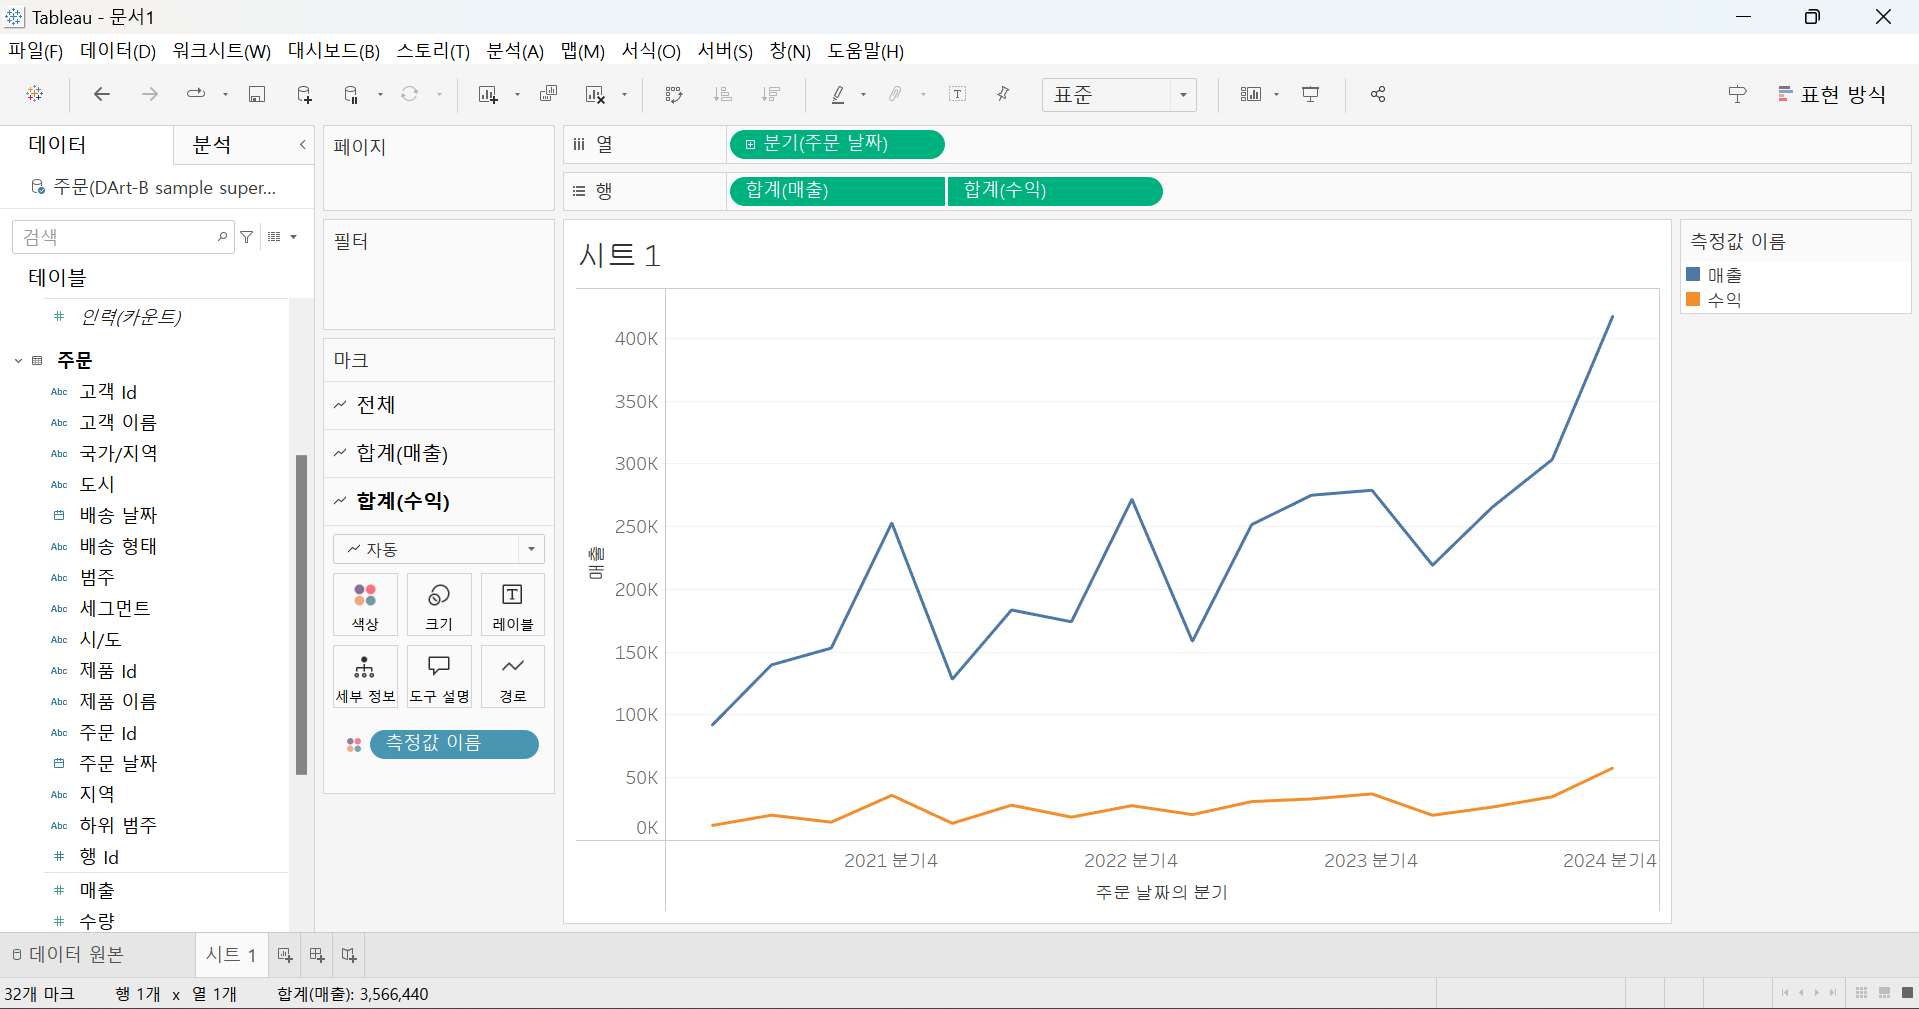 Tableau - 문서1
파일(F) 데이터(D) 워크시트(W) 대시보드(B) 스토리(T) 분석(A) 맵(M) 서식(O) 서버(S) 창(N) 도움말(H)
표준
표현 방식
데이터
분석
주문(DArt-B sample super...
검색
테이블
# 인력(카운트)
주문
Abc 고객 Id
Abc 고객 이름
Abc 국가/지역
Abc 도시
배송 날짜
Abc 배송 형태
Abc 범주
Abc 세그먼트
Abc 시/도
Abc 제품 Id
Abc 제품 이름
Abc 주문 Id
주문 날짜
Abc 지역
Abc 하위 범주
# 행 Id
# 매출
# 수량
페이지
필터
마크
전체
합계(매출)
합계(수익)
자동
색상
크기
레이블
세부 정보
도구 설명
경로
측정값 이름
열
분기(주문 날짜)
행
합계(매출)
합계(수익)
시트 1
400K
350K
300K
250K
200K
150K
100K
50K
0K
매출
2021 분기4
2022 분기4
2023 분기4
2024 분기4
주문 날짜의 분기
측정값 이름
매출
수익
데이터 원본
시트 1
32개 마크
행 1개 x 열 1개
합계(매출): 3,566,440